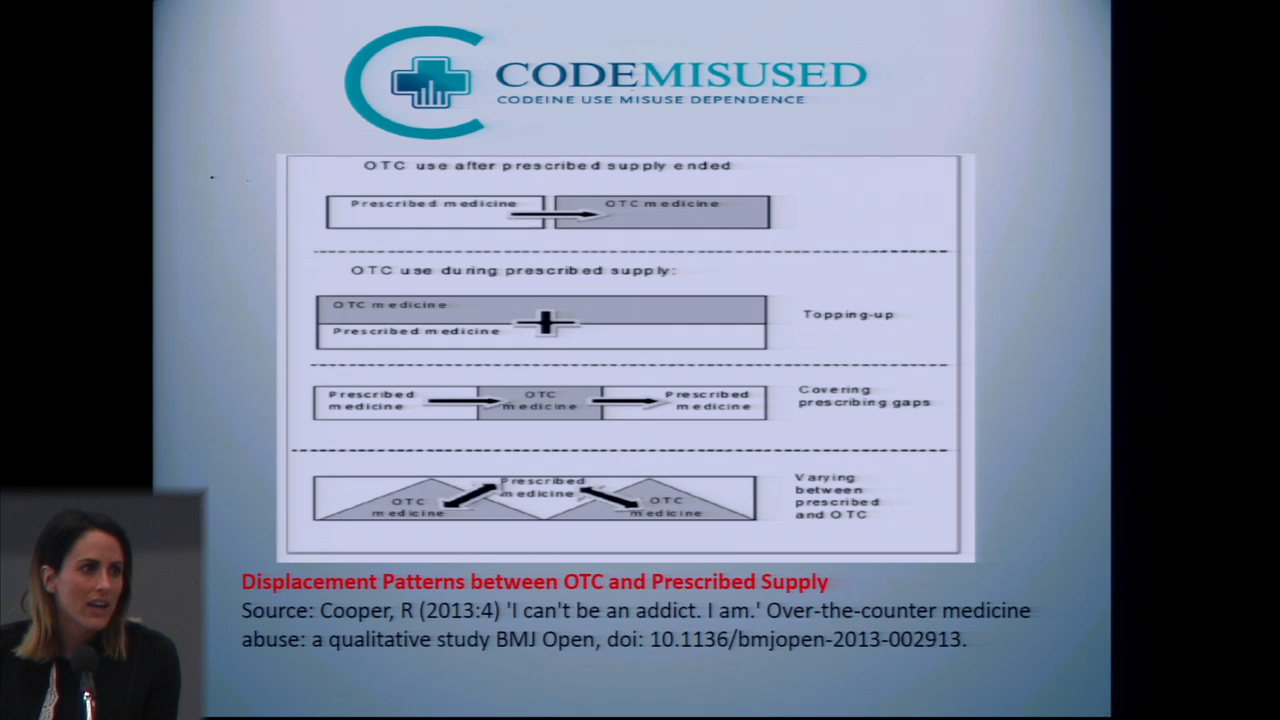 CODEMISUSED
CODEINE USE MISUSE DEPENDENCE
OTC use after prescribed supply ended
Prescribed medicine
OTC medicine
OTC use during prescribed supply:
OTC medicine
Prescribed medicine
Topping-up
Prescribed
medicine
OTC
medicine
Prescribed
medicine
Covering
prescribing gaps
OTC
medicine
Prescribed
medicine
OTC
medicine
Varying
between
prescribed
and OTC
Displacement Patterns between OTC and Prescribed Supply
Source: Cooper, R (2013:4) 'I can't be an addict. I am.' Over-the-counter medicine
abuse: a qualitative study BMJ Open, doi: 10.1136/bmjopen-2013-002913.